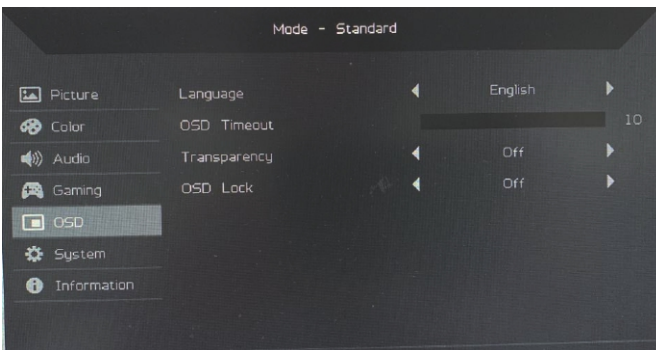 Mode - Standard
Picture
Language
English
Color
OSD Timeout
10
Audio
Transparency
Off
Gaming
OSD Lock
Off
OSD
System
Information